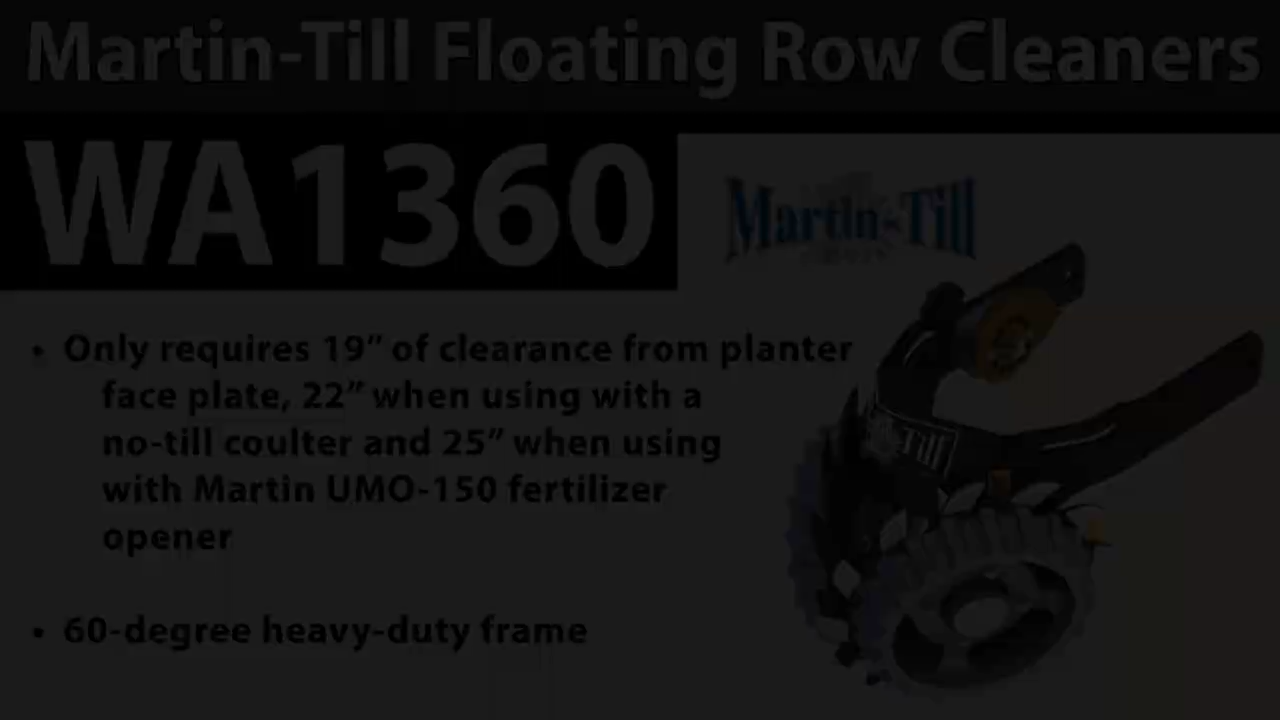 Martin-Till Floating Row Cleaners
WA1360
Martin-Till
• Only requires 19” of clearance from planter
face plate, 22” when using with a
no-till coulter and 25” when using
with Martin UMO-150 fertilizer
opener
Till
• 60-degree heavy-duty frame